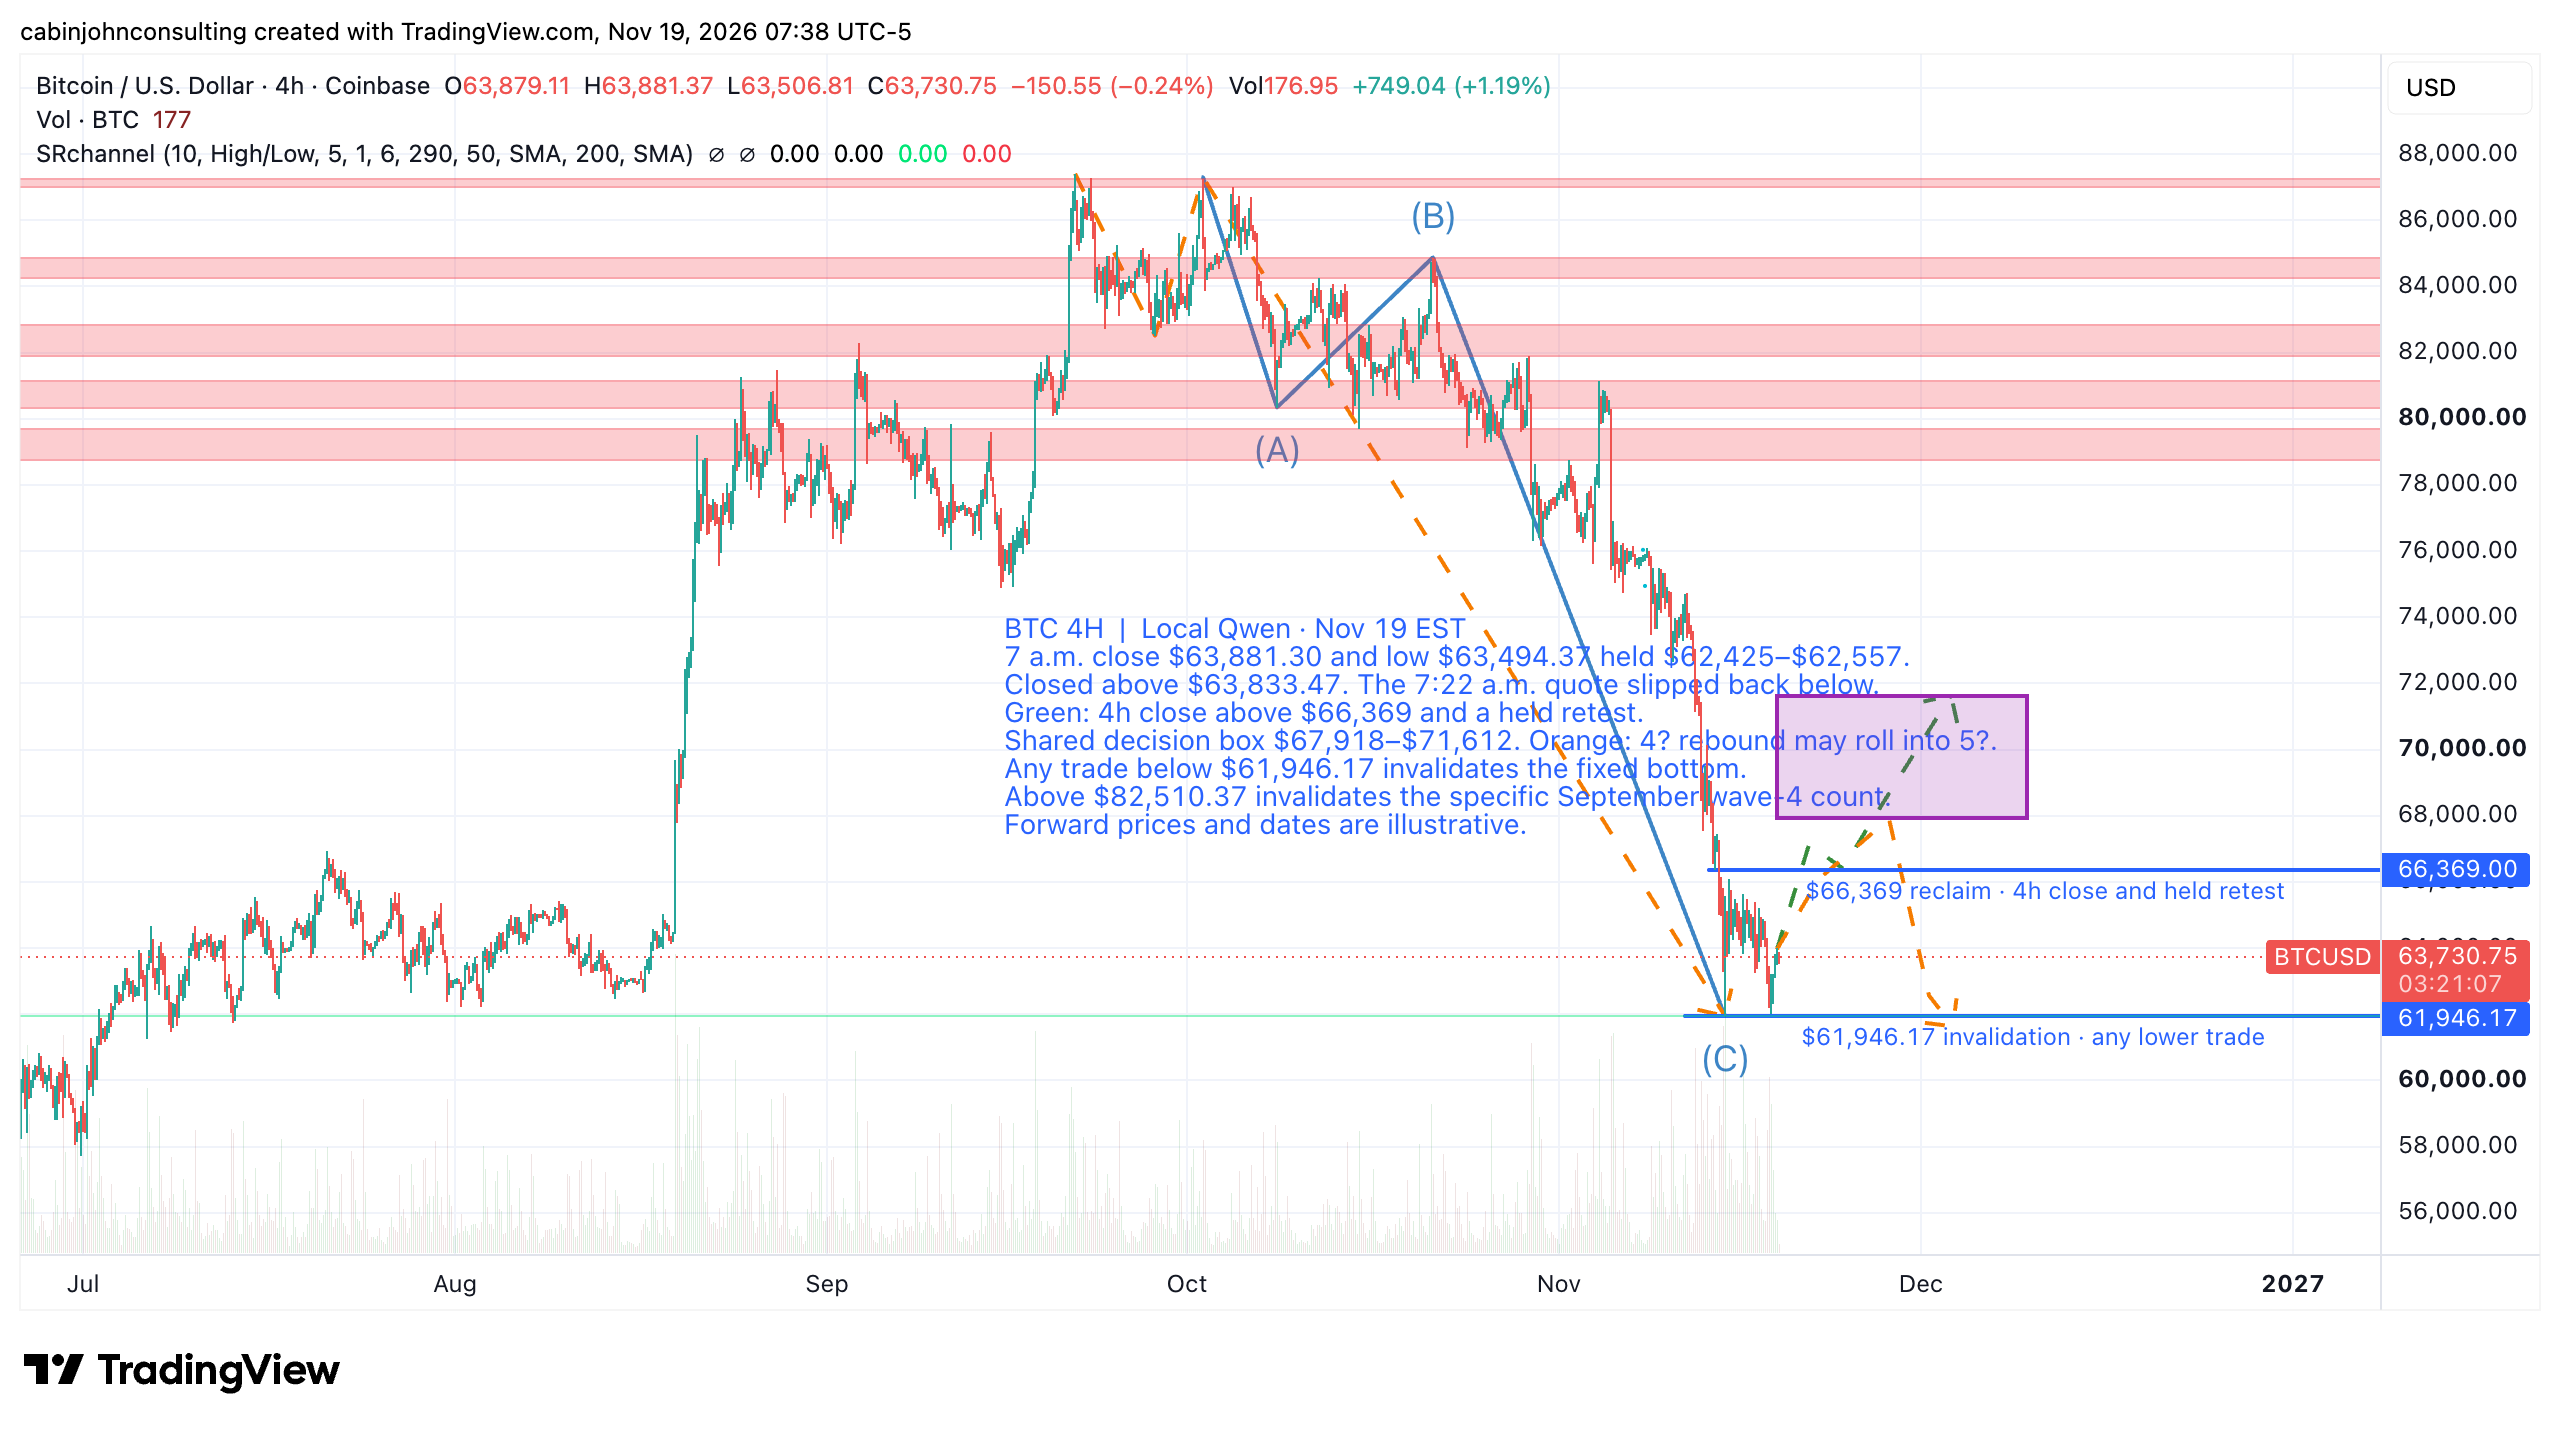 cabinjohnconsulting created with TradingView.com, Nov 19, 2026 07:38 UTC-5
Bitcoin / U.S. Dollar · 4h · Coinbase O63,879.11 H63,881.37 L63,506.81 C63,730.75 −150.55 (−0.24%) Vol176.95 +749.04 (+1.19%)
Vol · BTC 177
SRchannel (10, High/Low, 5, 1, 6, 290, 50, SMA, 200, SMA) ∅ ∅ 0.00 0.00 0.00 0.00
USD
88,000.00
86,000.00
84,000.00
82,000.00
80,000.00
78,000.00
76,000.00
74,000.00
72,000.00
70,000.00
68,000.00
66,369.00
BTCUSD 63,730.75
03:21:07
61,946.17
60,000.00
58,000.00
56,000.00
(B)
(A)
BTC 4H | Local Qwen · Nov 19 EST
7 a.m. close $63,881.30 and low $63,494.37 held $62,425–$62,557.
Closed above $63,833.47. The 7:22 a.m. quote slipped back below.
Green: 4h close above $66,369 and a held retest.
Shared decision box $67,918–$71,612. Orange: 4? rebound may roll into 5?.
Any trade below $61,946.17 invalidates the fixed bottom.
Above $82,510.37 invalidates the specific September wave-4 count.
Forward prices and dates are illustrative.
$66,369 reclaim · 4h close and held retest
$61,946.17 invalidation · any lower trade
(C)
Jul Aug Sep Oct Nov Dec 2027
TradingView